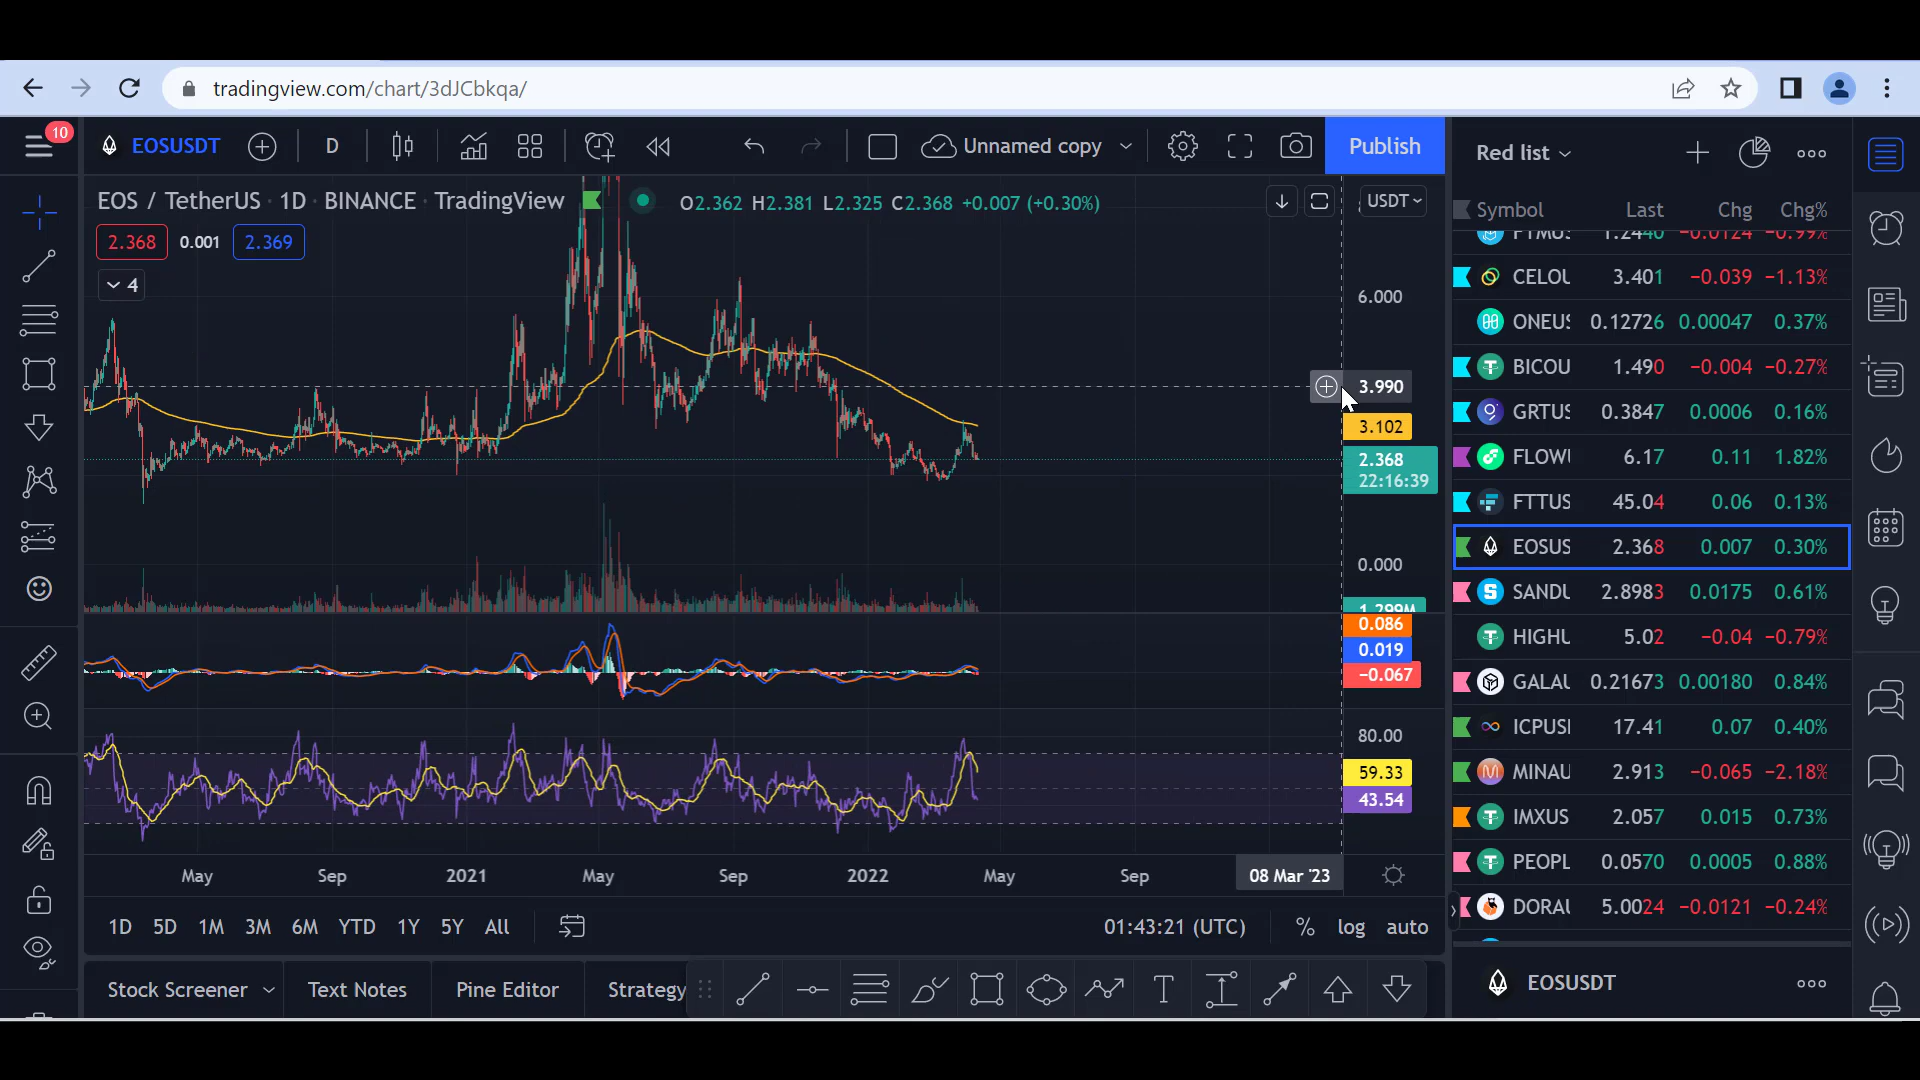 tradingview.com/chart/3dJCbkqa/
10
EOSUSDT
D
Unnamed copy
Publish
Red list
EOS / TetherUS · 1D · BINANCE · TradingView
O2.362 H2.381 L2.325 C2.368 +0.007 (+0.30%)
USDT
2.368
0.001
2.369
4
6.000
3.990
3.102
2.368
22:16:39
0.000
1.299M
0.086
0.019
−0.067
80.00
59.33
43.54
May Sep 2021 May Sep 2022 May Sep 08 Mar '23
1D 5D 1M 3M 6M YTD 1Y 5Y All
01:43:21 (UTC) % log auto
Stock Screener Text Notes Pine Editor Strategy
Symbol Last Chg Chg%
FTMUS 1.2440 −0.0124 −0.99%
CELOU 3.401 −0.039 −1.13%
ONEUS 0.12726 0.00047 0.37%
BICOU 1.490 −0.004 −0.27%
GRTUS 0.3847 0.0006 0.16%
FLOWU 6.17 0.11 1.82%
FTTUS 45.04 0.06 0.13%
EOSUS 2.368 0.007 0.30%
SANDU 2.8983 0.0175 0.61%
HIGHU 5.02 −0.04 −0.79%
GALAU 0.21673 0.00180 0.84%
ICPUSI 17.41 0.07 0.40%
MINAU 2.913 −0.065 −2.18%
IMXUS 2.057 0.015 0.73%
PEOPL 0.0570 0.0005 0.88%
DORAU 5.0024 −0.0121 −0.24%
EOSUSDT